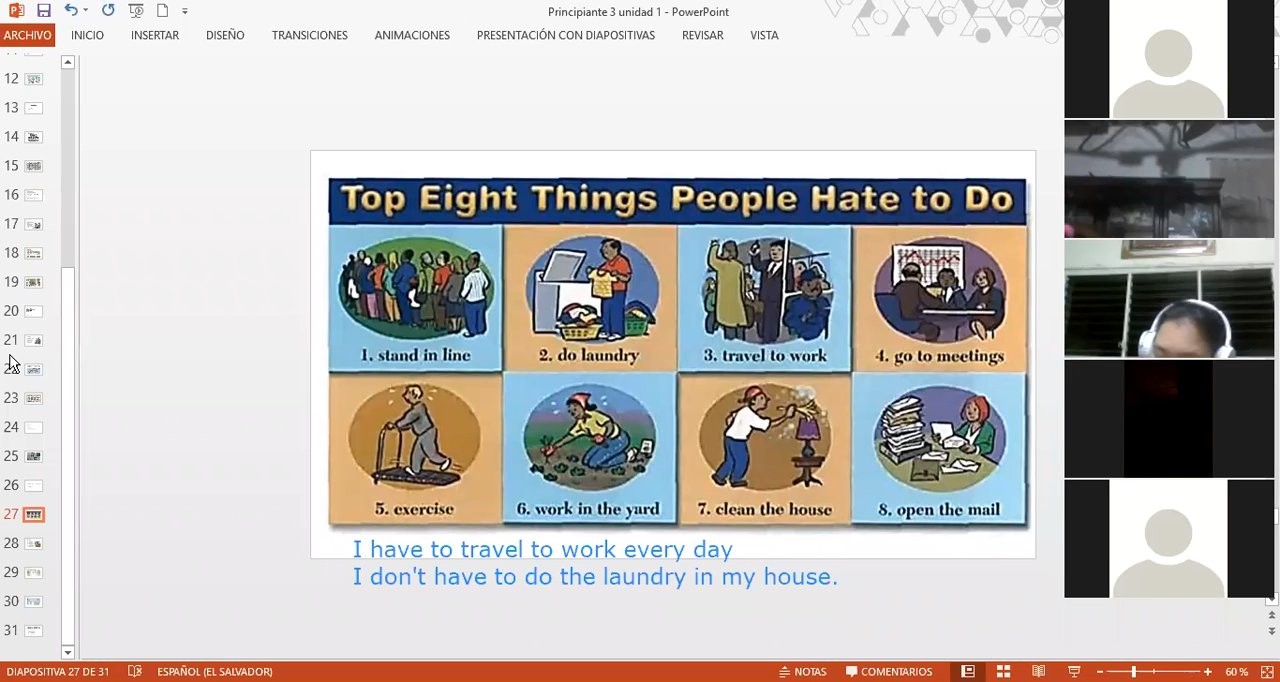 Principiante 3 unidad 1 - PowerPoint
ARCHIVO INICIO INSERTAR DISEÑO TRANSICIONES ANIMACIONES PRESENTACIÓN CON DIAPOSITIVAS REVISAR VISTA
12
13
14
15
16
17
18
19
20
21
23
24
25
26
27
28
29
30
31
Top Eight Things People Hate to Do
1. stand in line 2. do laundry 3. travel to work 4. go to meetings
5. exercise 6. work in the yard 7. clean the house 8. open the mail
I have to travel to work every day
I don't have to do the laundry in my house.
DIAPOSITIVA 27 DE 31 ESPAÑOL (EL SALVADOR) NOTAS COMENTARIOS 60 %